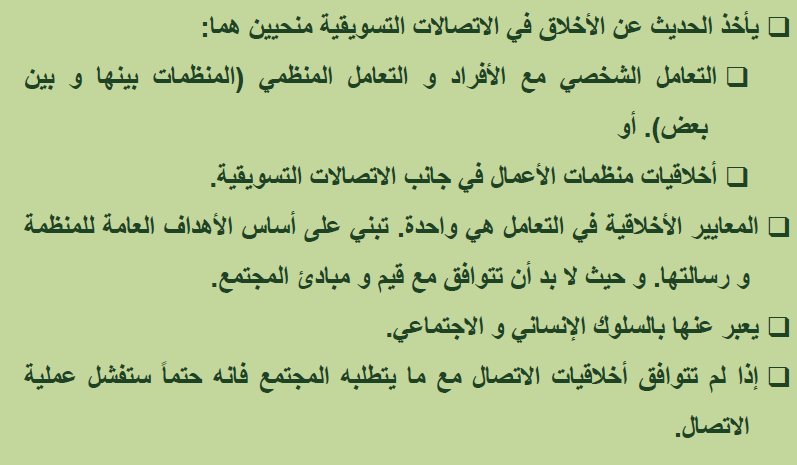 ❑ يأخذ الحديث عن الأخلاق في الاتصالات التسويقية منحيين هما:
❑ التعامل الشخصي مع الأفراد و التعامل المنظمي (المنظمات بينها و بين
بعض). أو
❑ أخلاقيات منظمات الأعمال في جانب الاتصالات التسويقية.
❑ المعايير الأخلاقية في التعامل هي واحدة. تبني على أساس الأهداف العامة للمنظمة
و رسالتها. و حيث لا بد أن تتوافق مع قيم و مبادئ المجتمع.
❑ يعبر عنها بالسلوك الإنساني و الاجتماعي.
❑ إذا لم تتوافق أخلاقيات الاتصال مع ما يتطلبه المجتمع فانه حتماً ستفشل عملية
الاتصال.